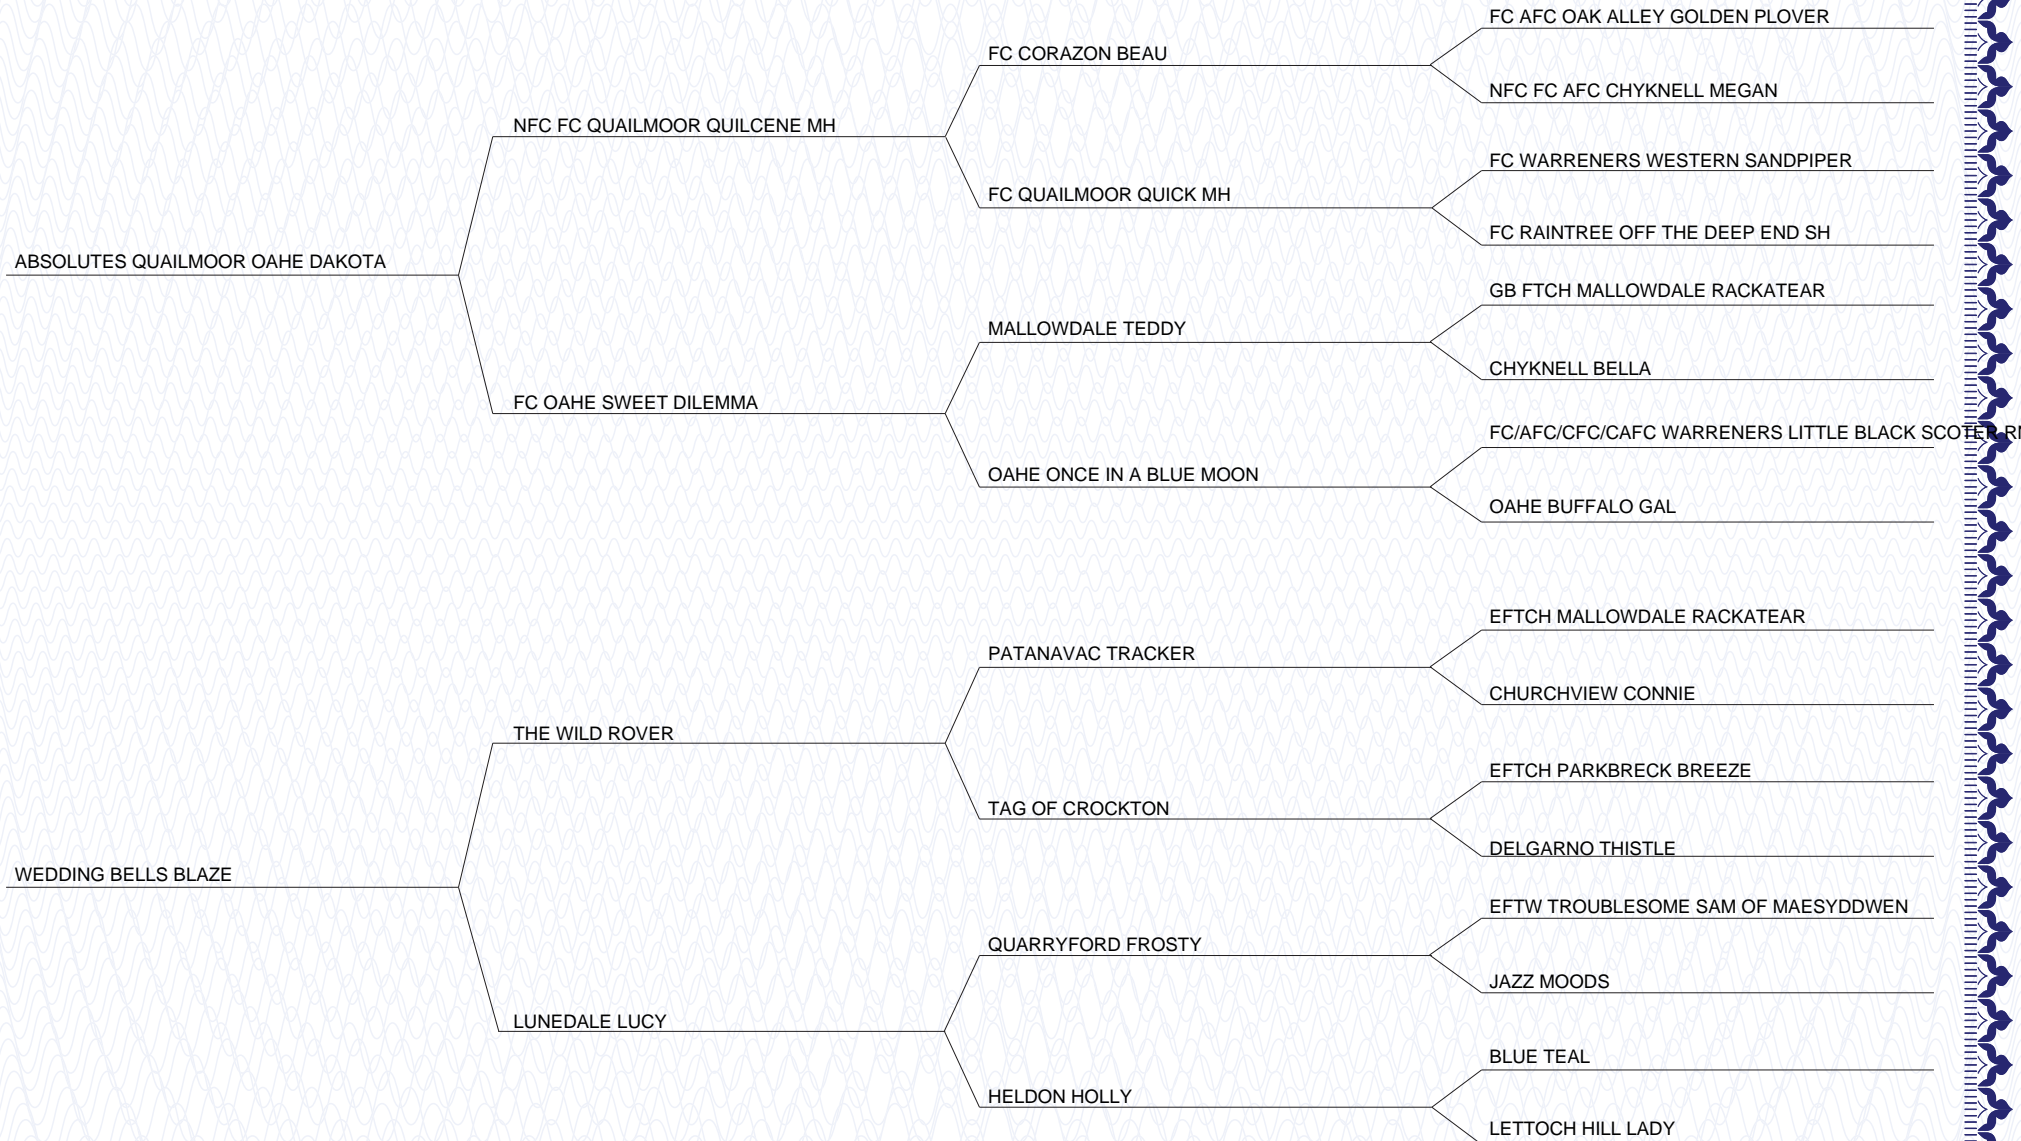 FC AFC OAK ALLEY GOLDEN PLOVER
FC CORAZON BEAU
NFC FC AFC CHYKNELL MEGAN
NFC FC QUAILMOOR QUILCENE MH
FC WARRENERS WESTERN SANDPIPER
FC QUAILMOOR QUICK MH
FC RAINTREE OFF THE DEEP END SH
ABSOLUTES QUAILMOOR OAHE DAKOTA
GB FTCH MALLOWDALE RACKATEAR
MALLOWDALE TEDDY
CHYKNELL BELLA
FC OAHE SWEET DILEMMA
FC/AFC/CFC/CAFC WARRENERS LITTLE BLACK SCOTER
OAHE ONCE IN A BLUE MOON
OAHE BUFFALO GAL
EFTCH MALLOWDALE RACKATEAR
PATANAVAC TRACKER
CHURCHVIEW CONNIE
THE WILD ROVER
EFTCH PARKBRECK BREEZE
TAG OF CROCKTON
DELGARNO THISTLE
WEDDING BELLS BLAZE
EFTW TROUBLESOME SAM OF MAESYDDWEN
QUARRYFORD FROSTY
JAZZ MOODS
LUNEDALE LUCY
BLUE TEAL
HELDON HOLLY
LETTOCH HILL LADY